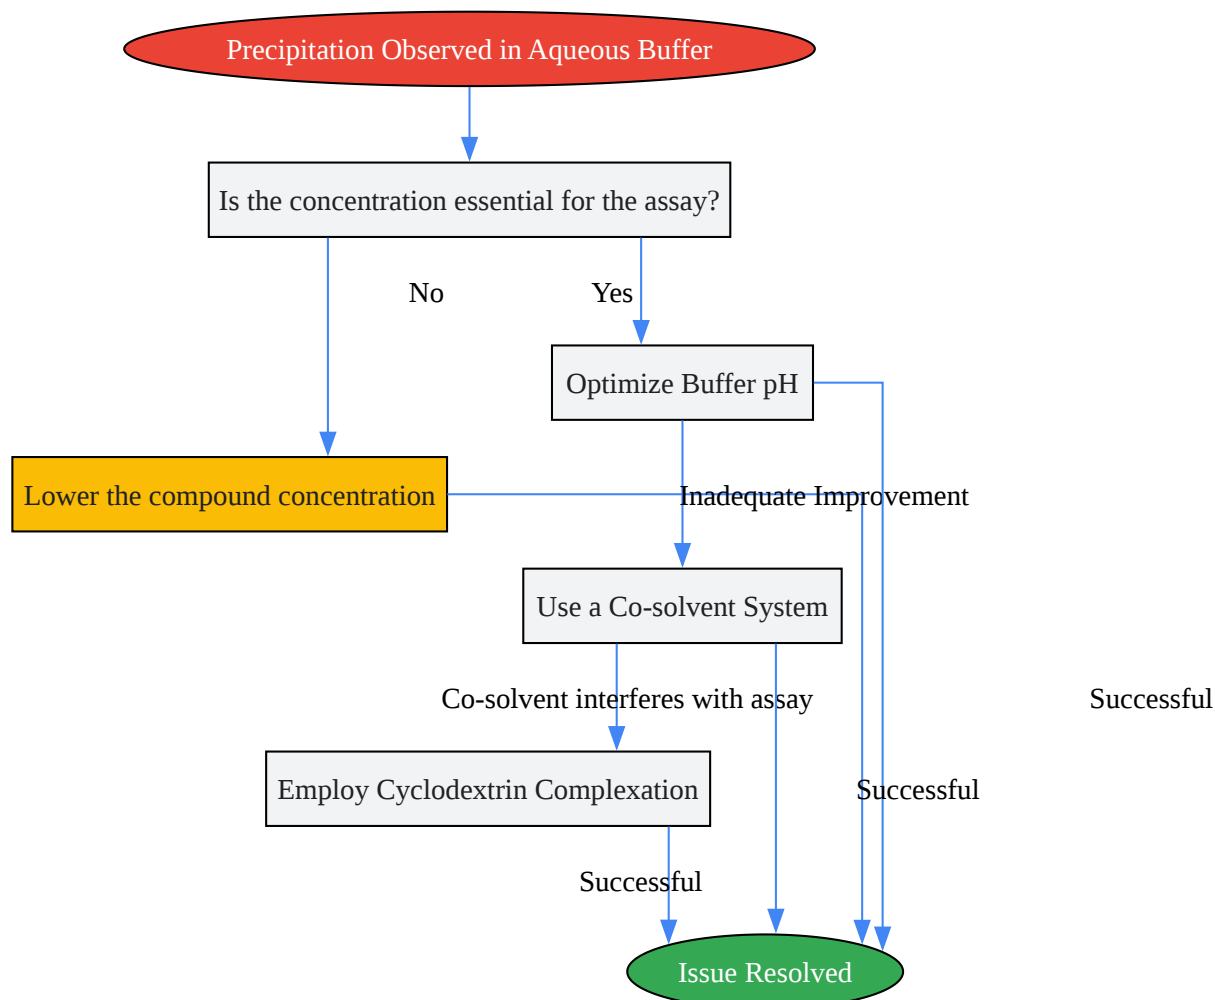 Precipitation Observed in Aqueous Buffer
Is the concentration essential for the assay?
No
Yes
Optimize Buffer pH
Lower the compound concentration
Inadequate Improvement
Use a Co-solvent System
Co-solvent interferes with assay
Successful
Employ Cyclodextrin Complexation
Successful
Successful
Issue Resolved